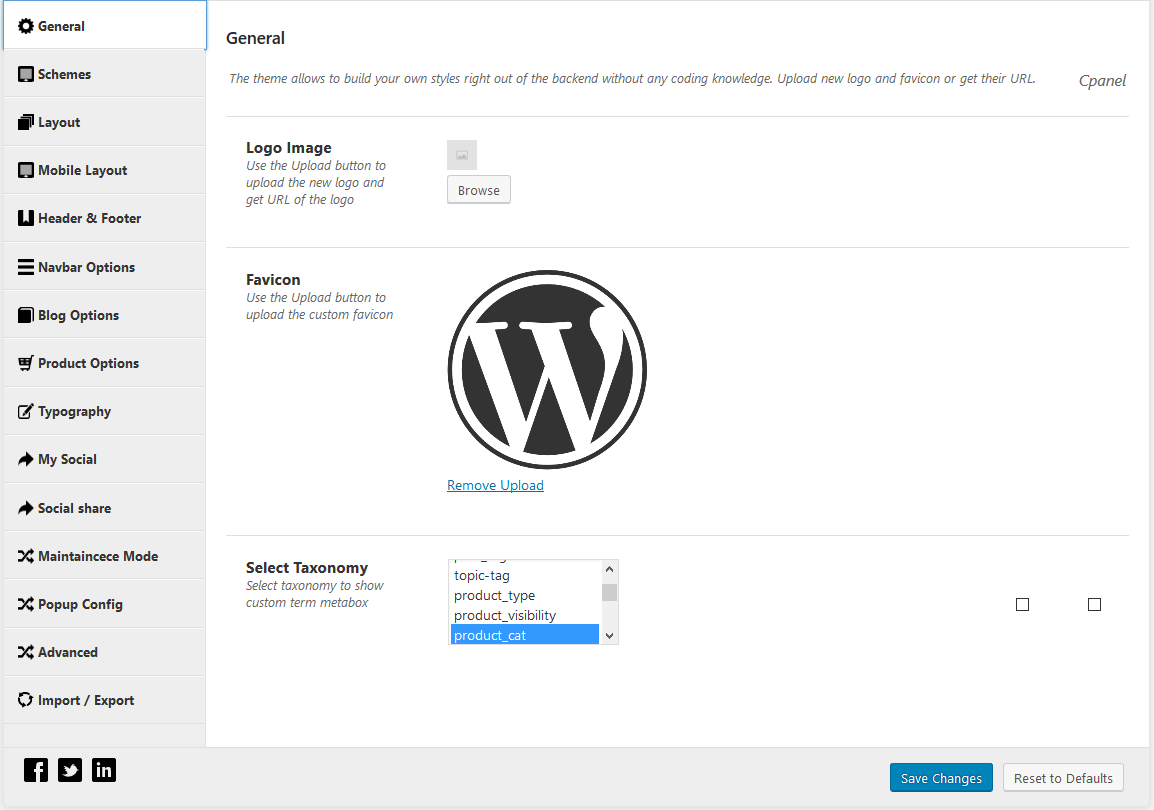 General
Schemes
Layout
Mobile Layout
Header & Footer
Navbar Options
Blog Options
Product Options
Typography
My Social
Social share
Maintaincece Mode
Popup Config
Advanced
Import / Export
General
The theme allows to build your own styles right out of the backend without any coding knowledge. Upload new logo and favicon or get their URL.
Cpanel
Logo Image
Use the Upload button to
upload the new logo and
get URL of the logo
Browse
Favicon
Use the Upload button to
upload the custom favicon
Remove Upload
Select Taxonomy
Select taxonomy to show
custom term metabox
topic-tag
product_type
product_visibility
product_cat
Save Changes
Reset to Defaults